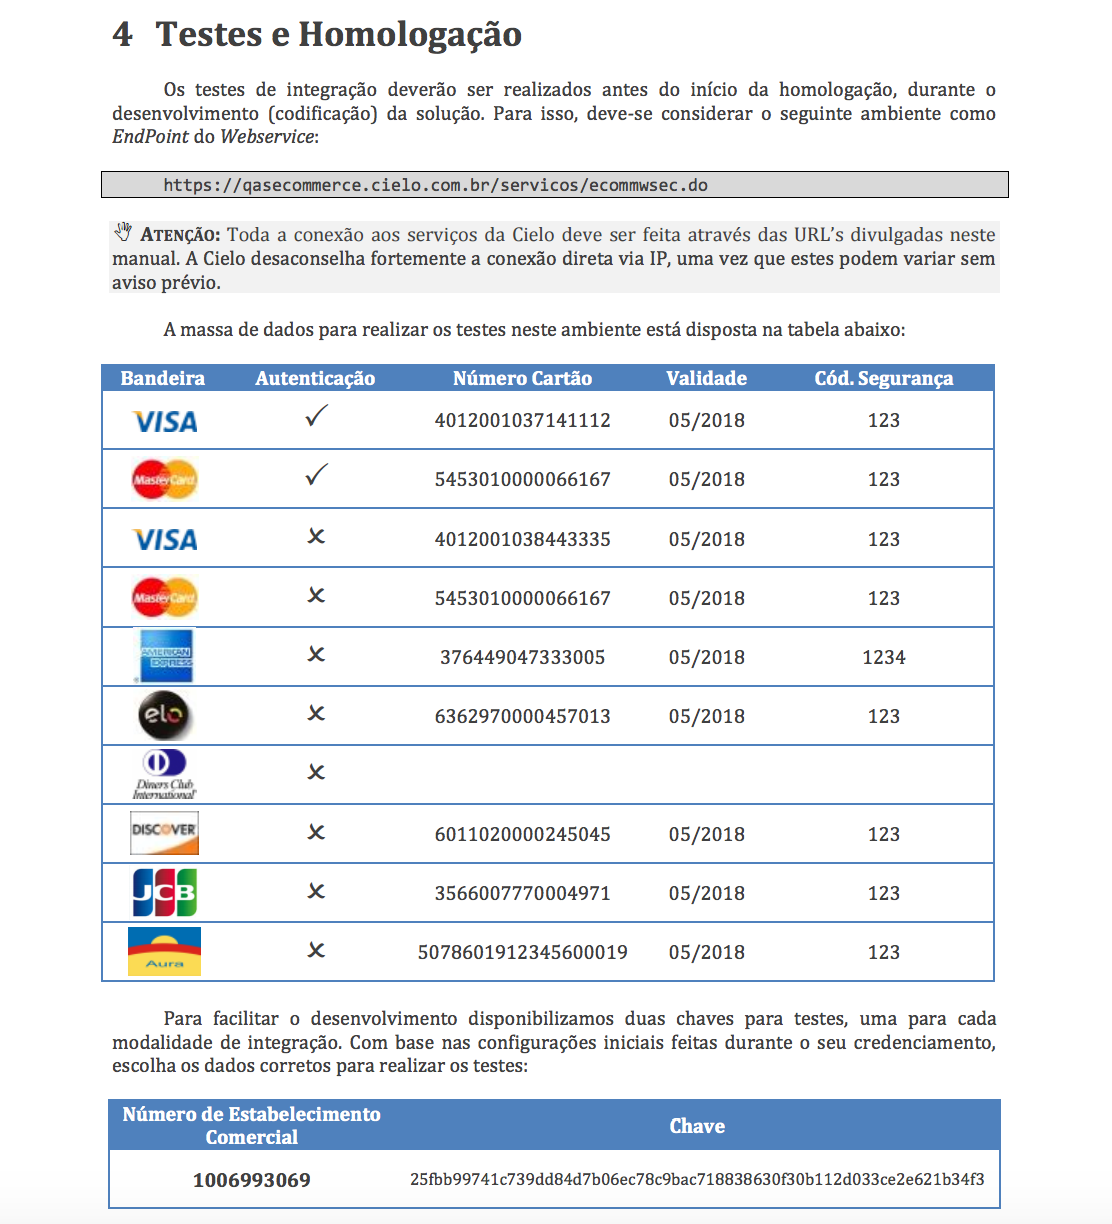 4 Testes e Homologação
Os testes de integração deverão ser realizados antes do início da homologação, durante o
desenvolvimento (codificação) da solução. Para isso, deve-se considerar o seguinte ambiente como
EndPoint do Webservice:
https://qasecommerce.cielo.com.br/servicos/ecommwsec.do
ATENÇÃO: Toda a conexão aos serviços da Cielo deve ser feita através das URL's divulgadas neste
manual. A Cielo desaconselha fortemente a conexão direta via IP, uma vez que estes podem variar sem
aviso prévio.
A massa de dados para realizar os testes neste ambiente está disposta na tabela abaixo:
Bandeira Autenticação Número Cartão Validade Cód. Segurança
VISA ✓ 4012001037141112 05/2018 123
MasterCard ✓ 5453010000066167 05/2018 123
VISA ✗ 4012001038443335 05/2018 123
MasterCard ✗ 5453010000066167 05/2018 123
AMERICAN EXPRESS ✗ 376449047333005 05/2018 1234
elo ✗ 6362970000457013 05/2018 123
Diners Club International ✗
DISCOVER ✗ 6011020000245045 05/2018 123
JCB ✗ 3566007770004971 05/2018 123
Aura ✗ 5078601912345600019 05/2018 123
Para facilitar o desenvolvimento disponibilizamos duas chaves para testes, uma para cada
modalidade de integração. Com base nas configurações iniciais feitas durante o seu credenciamento,
escolha os dados corretos para realizar os testes:
Número de Estabelecimento
Comercial
Chave
1006993069 25fbb99741c739dd84d7b06ec78c9bac718838630f30b112d033ce2e621b34f3